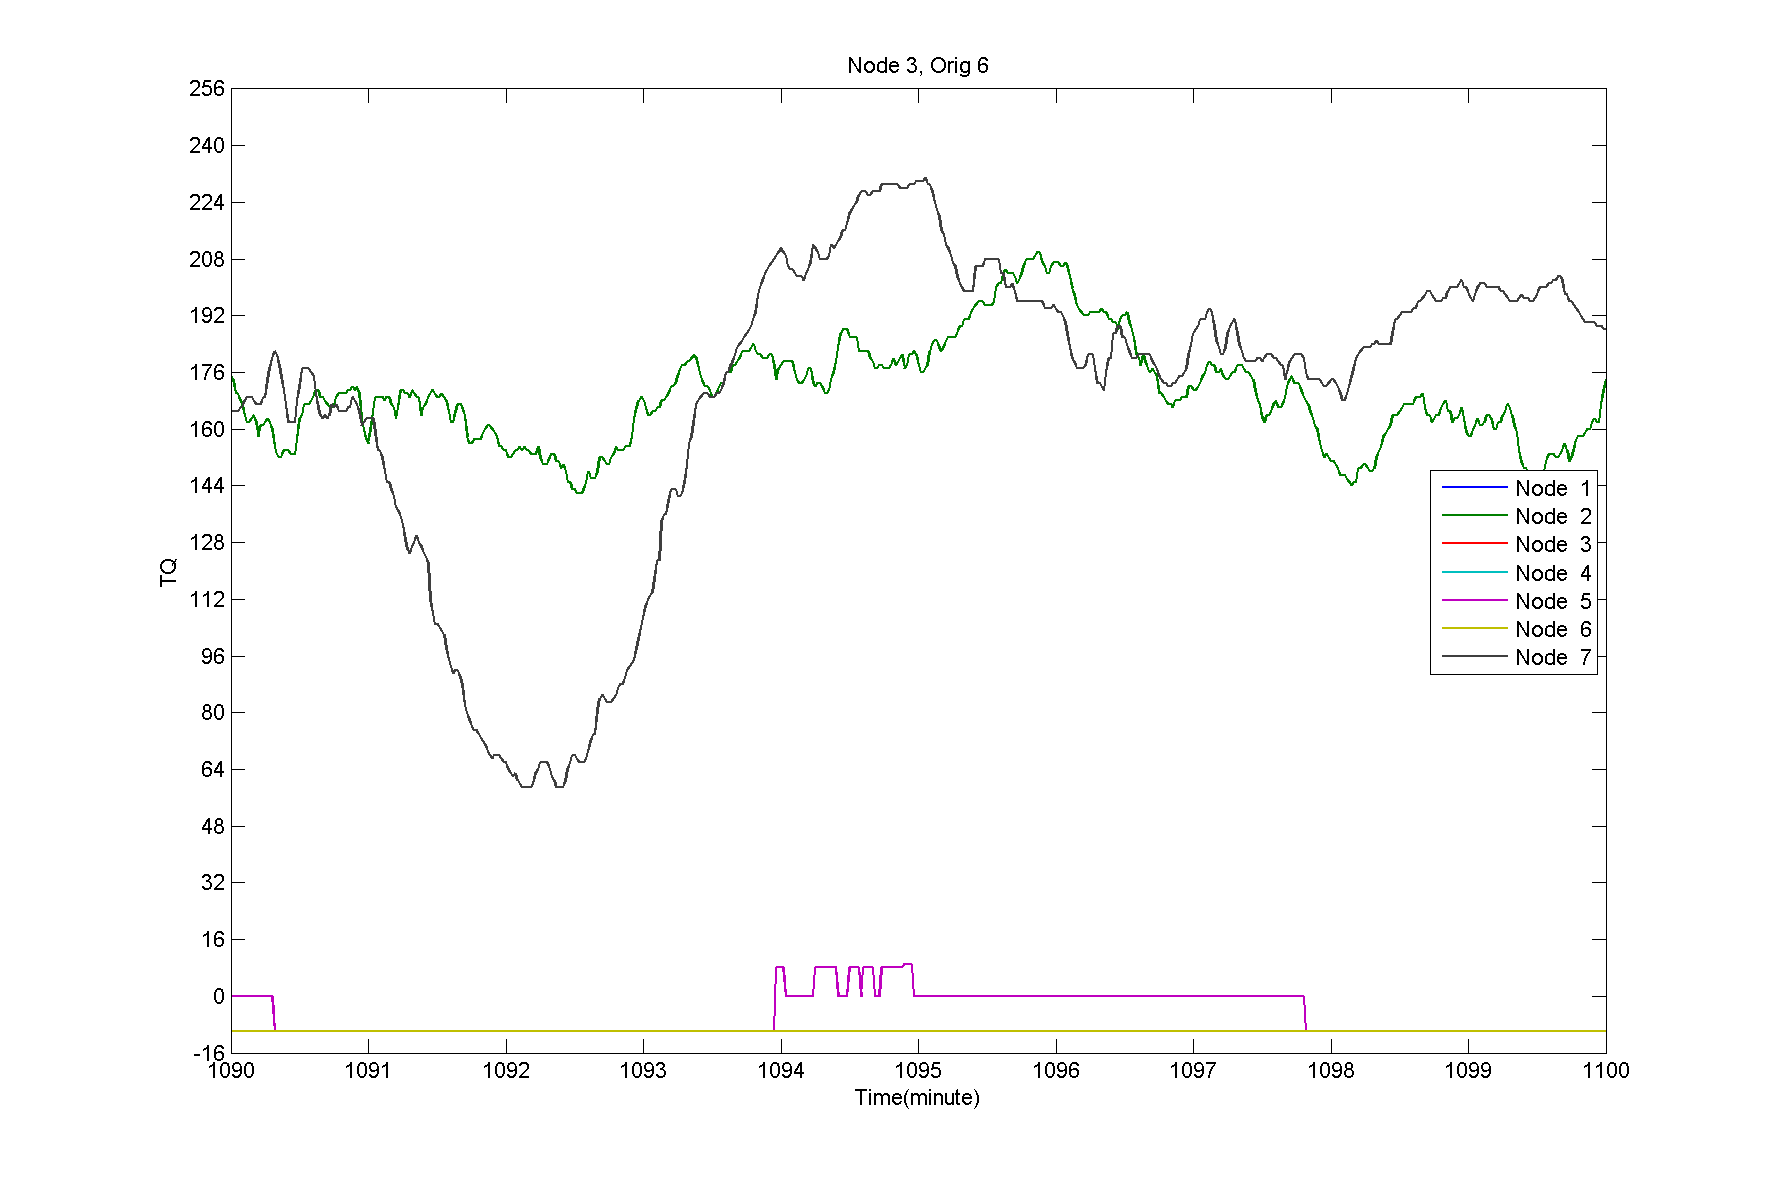 Node 3, Orig 6
256
240
224
208
192
176
160
144
128
112
96
80
64
48
32
16
0
-16
TQ
Node 1
Node 2
Node 3
Node 4
Node 5
Node 6
Node 7
1090 1091 1092 1093 1094 1095 1096 1097 1098 1099 1100
Time(minute)